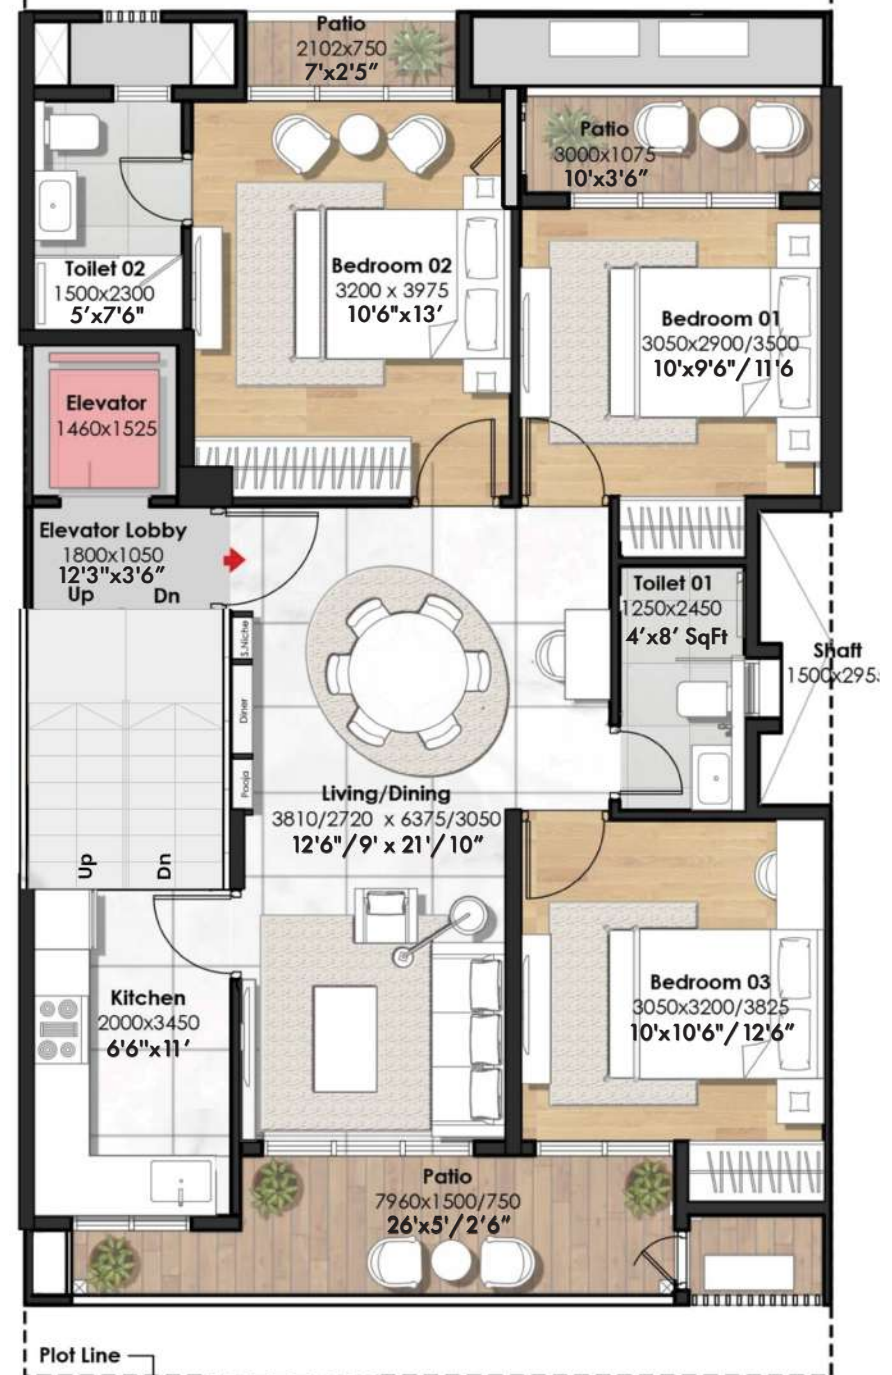 Patio
2102x750
7'x2'5"
Patio
3000x1075
10'x3'6"
Toilet 02
1500x2300
5'x7'6"
Bedroom 02
3200 x 3975
10'6"x13'
Bedroom 01
3050x2900/3500
10'x9'6"/ 11'6
Elevator
1460x1525
Elevator Lobby
1800x1050
12'3"x3'6"
Up Dn
Toilet 01
1250x2450
4'x8' SqFt
S.Niche
Diner
Pooja
Shaft
1500x295
Living/Dining
3810/2720 x 6375/3050
12'6"/9' x 21'/ 10"
Up
Dn
Kitchen
2000x3450
6'6"x11'
Bedroom 03
3050x3200/3825
10'x10'6"/ 12'6"
Patio
7960x1500/750
26'x5'/2'6"
Plot Line